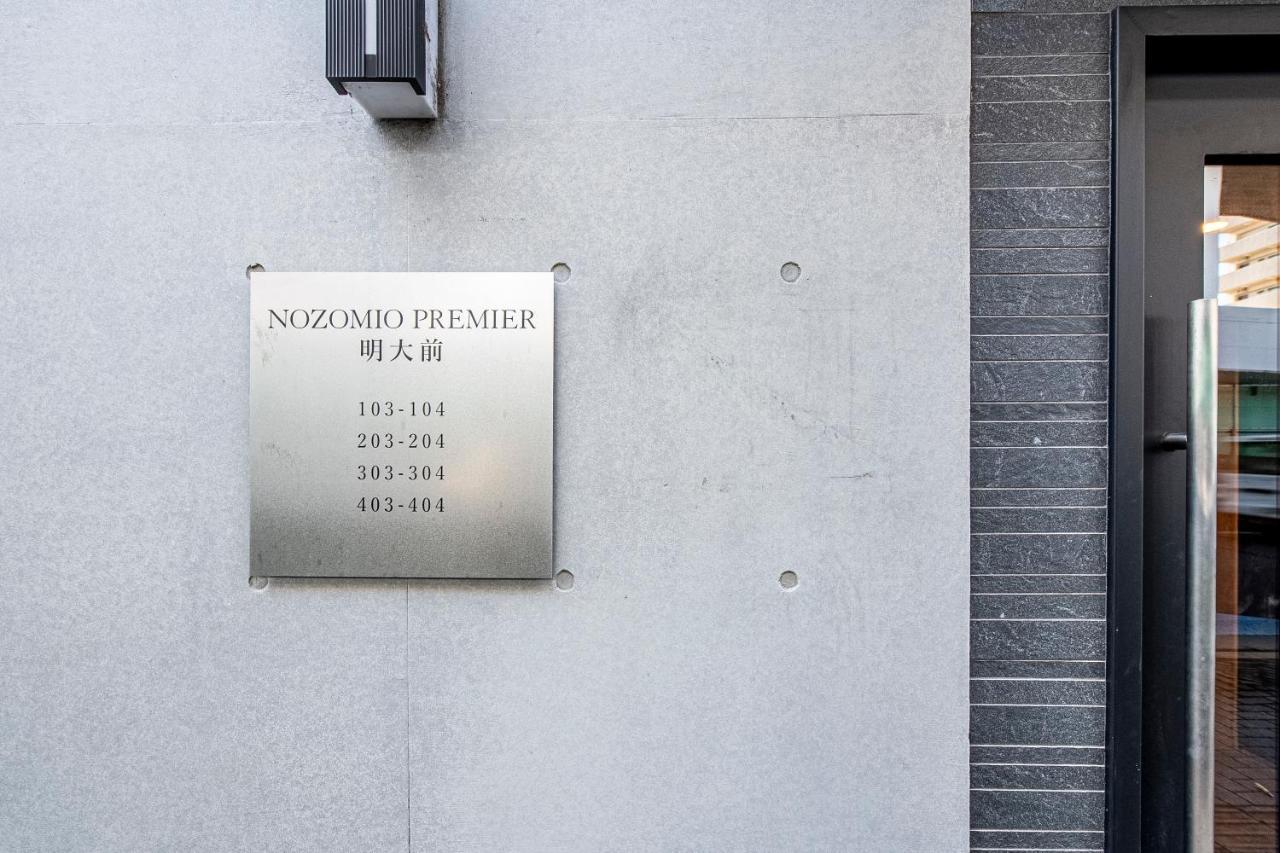 NOZOMIO PREMIER
明大前
103-104
203-204
303-304
403-404